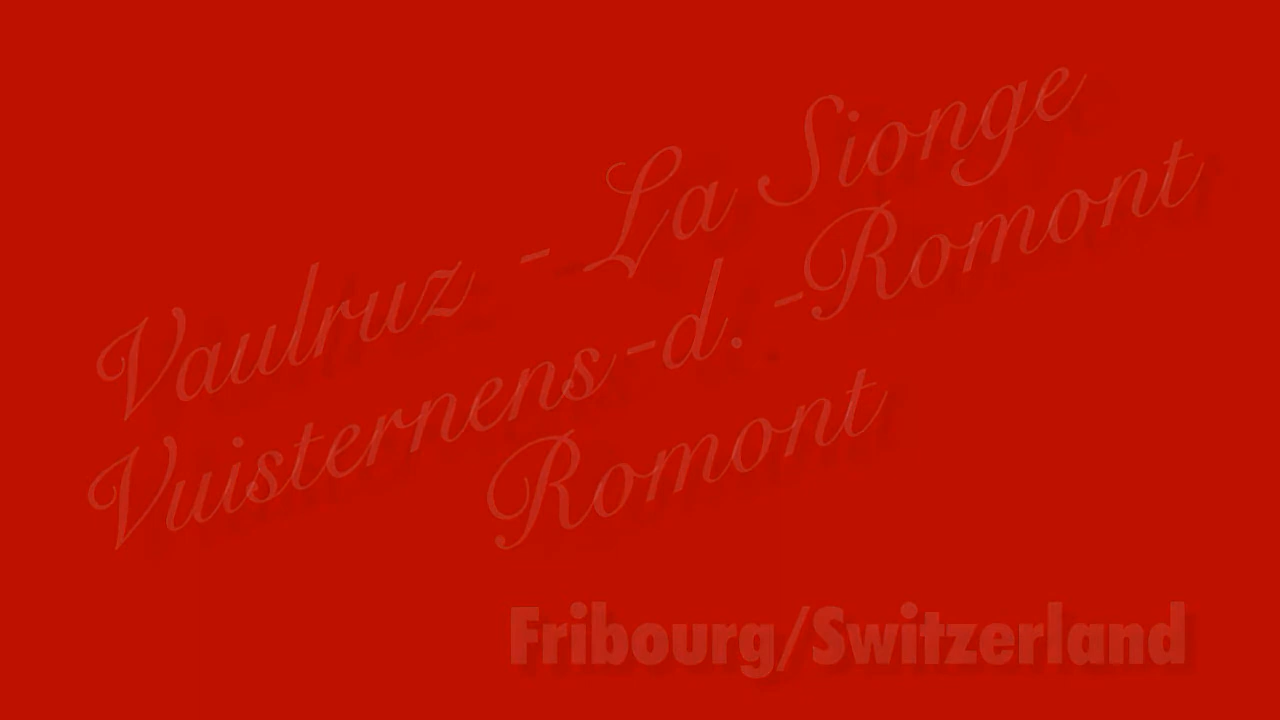 Vaulruz - La Sionge
Vuisternens-d. -Romont
Romont
Fribourg/Switzerland